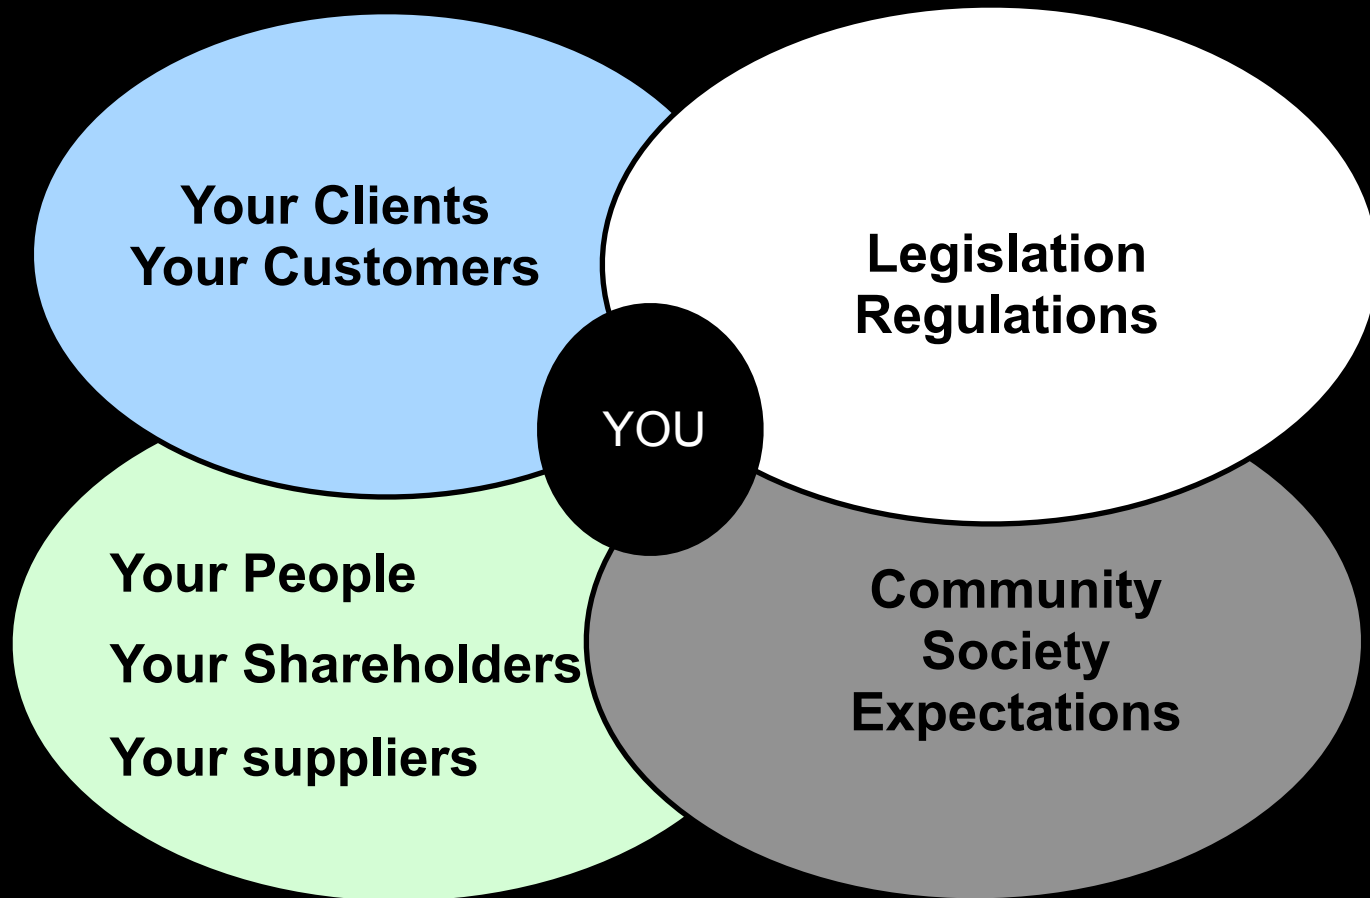 Your Clients
Your Customers
Legislation
Regulations
YOU
Your People
Your Shareholders
Your suppliers
Community
Society
Expectations